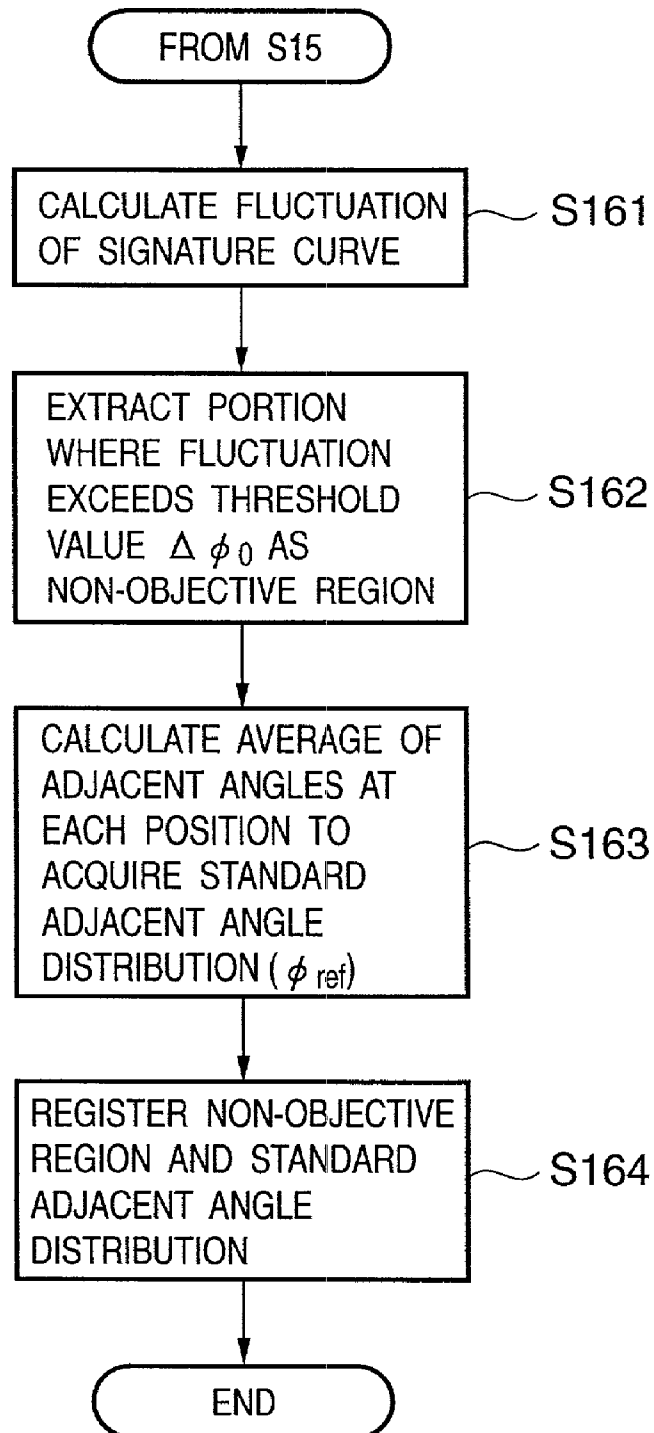 FROM S15
CALCULATE FLUCTUATION
OF SIGNATURE CURVE
S161
EXTRACT PORTION
WHERE FLUCTUATION
EXCEEDS THRESHOLD
VALUE Δ ϕ0 AS
NON-OBJECTIVE REGION
S162
CALCULATE AVERAGE OF
ADJACENT ANGLES AT
EACH POSITION TO
ACQUIRE STANDARD
ADJACENT ANGLE
DISTRIBUTION (ϕref)
S163
REGISTER NON-OBJECTIVE
REGION AND STANDARD
ADJACENT ANGLE
DISTRIBUTION
S164
END